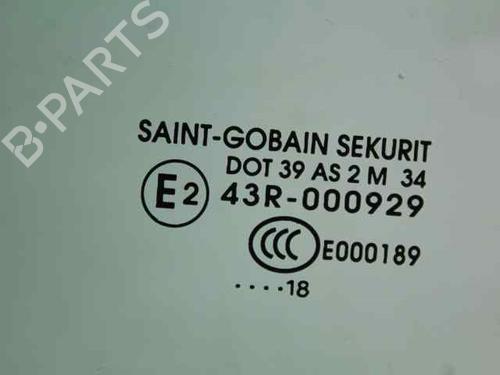 B-PARTS
SAINT-GOBAIN SEKURIT
DOT 39 AS 2 M 34
E2 43R-000929
CCC E000189
....18